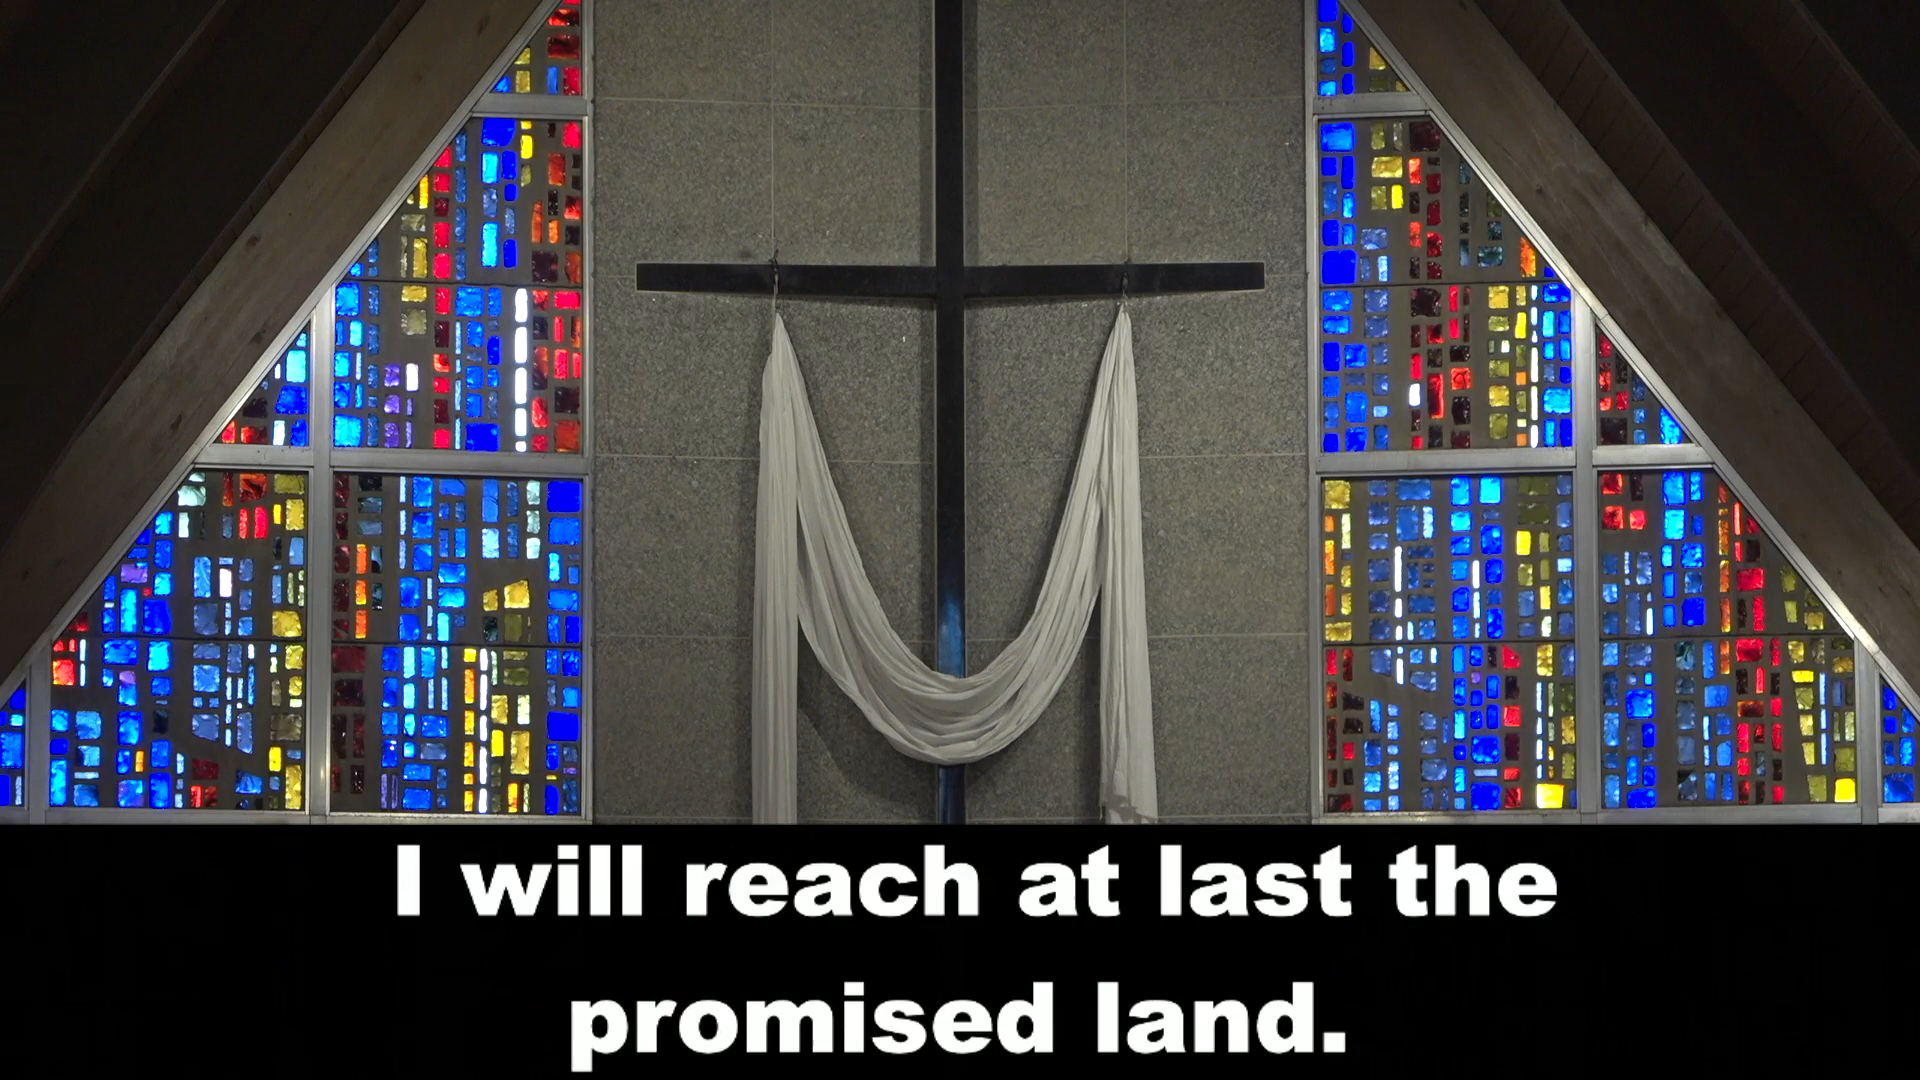 I will reach at last the
promised land.